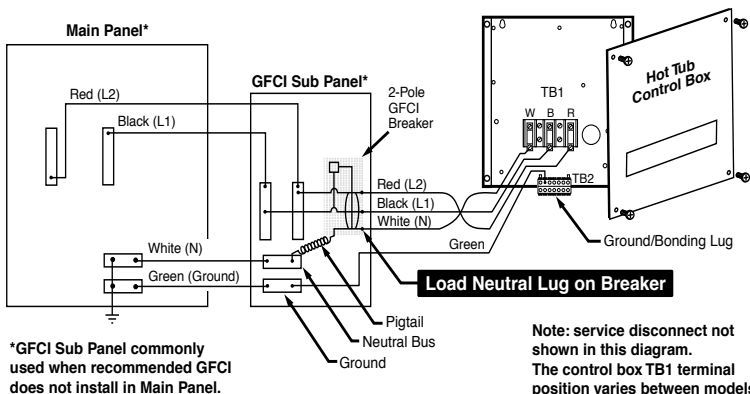 Main Panel*
Red (L2)
Black (L1)
White (N)
Green (Ground)
GFCI Sub Panel*
2-Pole
GFCI
Breaker
Red (L2)
Black (L1)
White (N)
Green
Load Neutral Lug on Breaker
Pigtail
Neutral Bus
Ground
TB1
W B R
TB2
Ground/Bonding Lug
Hot Tub
Control Box
*GFCI Sub Panel commonly
used when recommended GFCI
does not install in Main Panel.
Note: service disconnect not
shown in this diagram.
The control box TB1 terminal
position varies between models